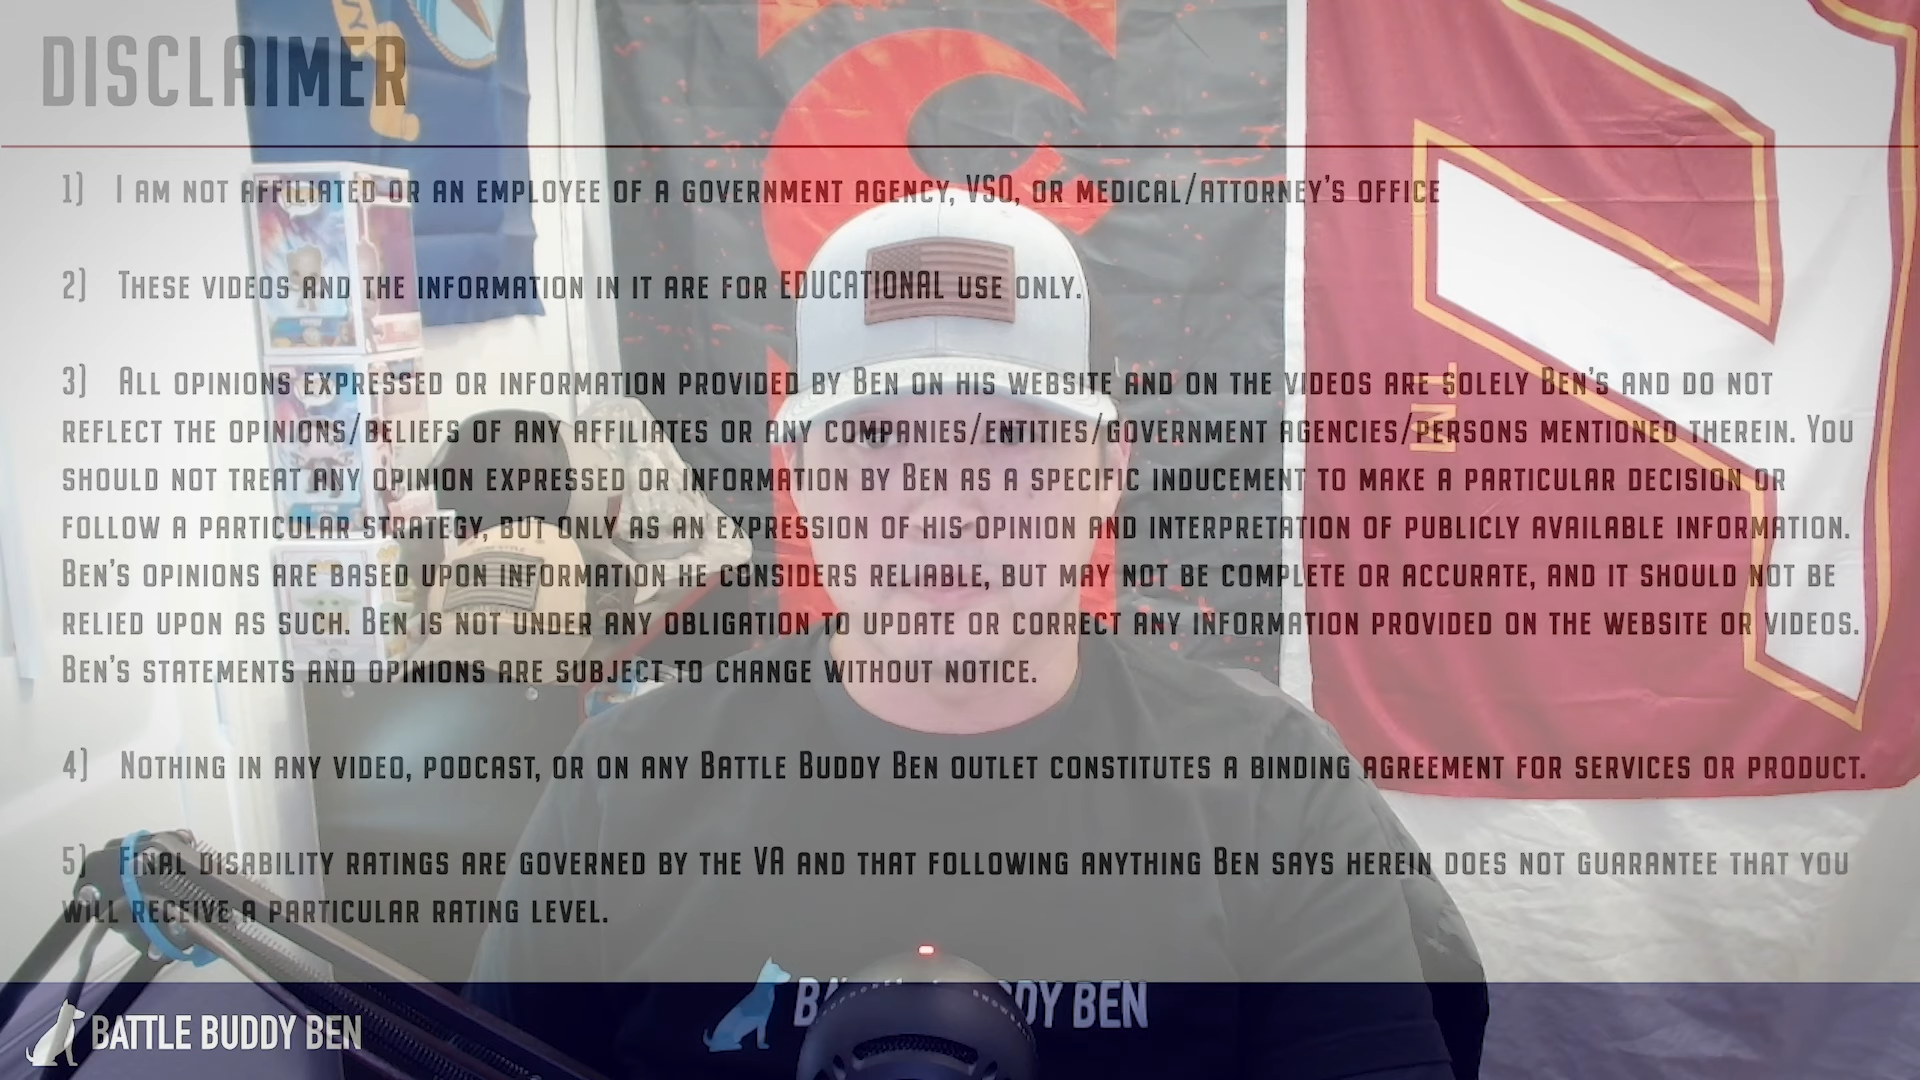 DISCLAIMER
1) I AM NOT AFFILIATED OR AN EMPLOYEE OF A GOVERNMENT AGENCY, VSO, OR MEDICAL/ATTORNEY'S OFFICE
2) THESE VIDEOS AND THE INFORMATION IN IT ARE FOR EDUCATIONAL USE ONLY.
3) ALL OPINIONS EXPRESSED OR INFORMATION PROVIDED BY BEN ON HIS WEBSITE AND ON THE VIDEOS ARE SOLELY BEN'S AND DO NOT
REFLECT THE OPINIONS/BELIEFS OF ANY AFFILIATES OR ANY COMPANIES/ENTITIES/GOVERNMENT AGENCIES/PERSONS MENTIONED THEREIN. YOU
SHOULD NOT TREAT ANY OPINION EXPRESSED OR INFORMATION BY BEN AS A SPECIFIC INDUCEMENT TO MAKE A PARTICULAR DECISION OR
FOLLOW A PARTICULAR STRATEGY, BUT ONLY AS AN EXPRESSION OF HIS OPINION AND INTERPRETATION OF PUBLICLY AVAILABLE INFORMATION.
BEN'S OPINIONS ARE BASED UPON INFORMATION HE CONSIDERS RELIABLE, BUT MAY NOT BE COMPLETE OR ACCURATE, AND IT SHOULD NOT BE
RELIED UPON AS SUCH. BEN IS NOT UNDER ANY OBLIGATION TO UPDATE OR CORRECT ANY INFORMATION PROVIDED ON THE WEBSITE OR VIDEOS.
BEN'S STATEMENTS AND OPINIONS ARE SUBJECT TO CHANGE WITHOUT NOTICE.
4) NOTHING IN ANY VIDEO, PODCAST, OR ON ANY BATTLE BUDDY BEN OUTLET CONSTITUTES A BINDING AGREEMENT FOR SERVICES OR PRODUCT.
5) FINAL DISABILITY RATINGS ARE GOVERNED BY THE VA AND THAT FOLLOWING ANYTHING BEN SAYS HEREIN DOES NOT GUARANTEE THAT YOU
WILL RECEIVE A PARTICULAR RATING LEVEL.
BATTLE BUDDY BEN
TM
BEN